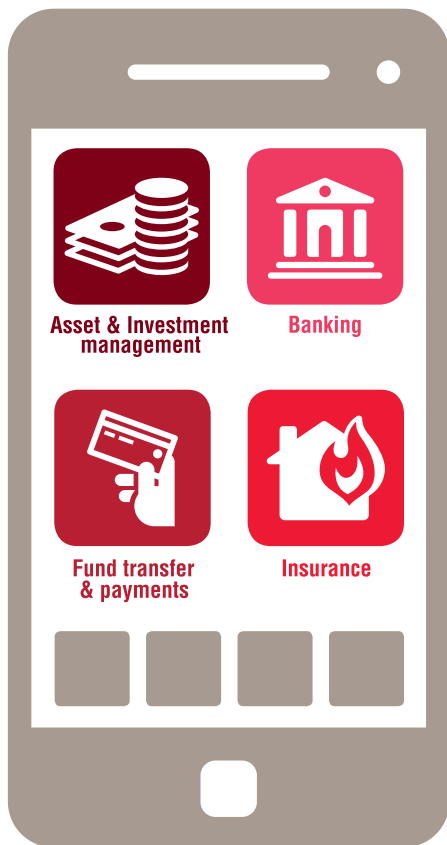 Asset & Investment
management
Banking
Fund transfer
& payments
Insurance